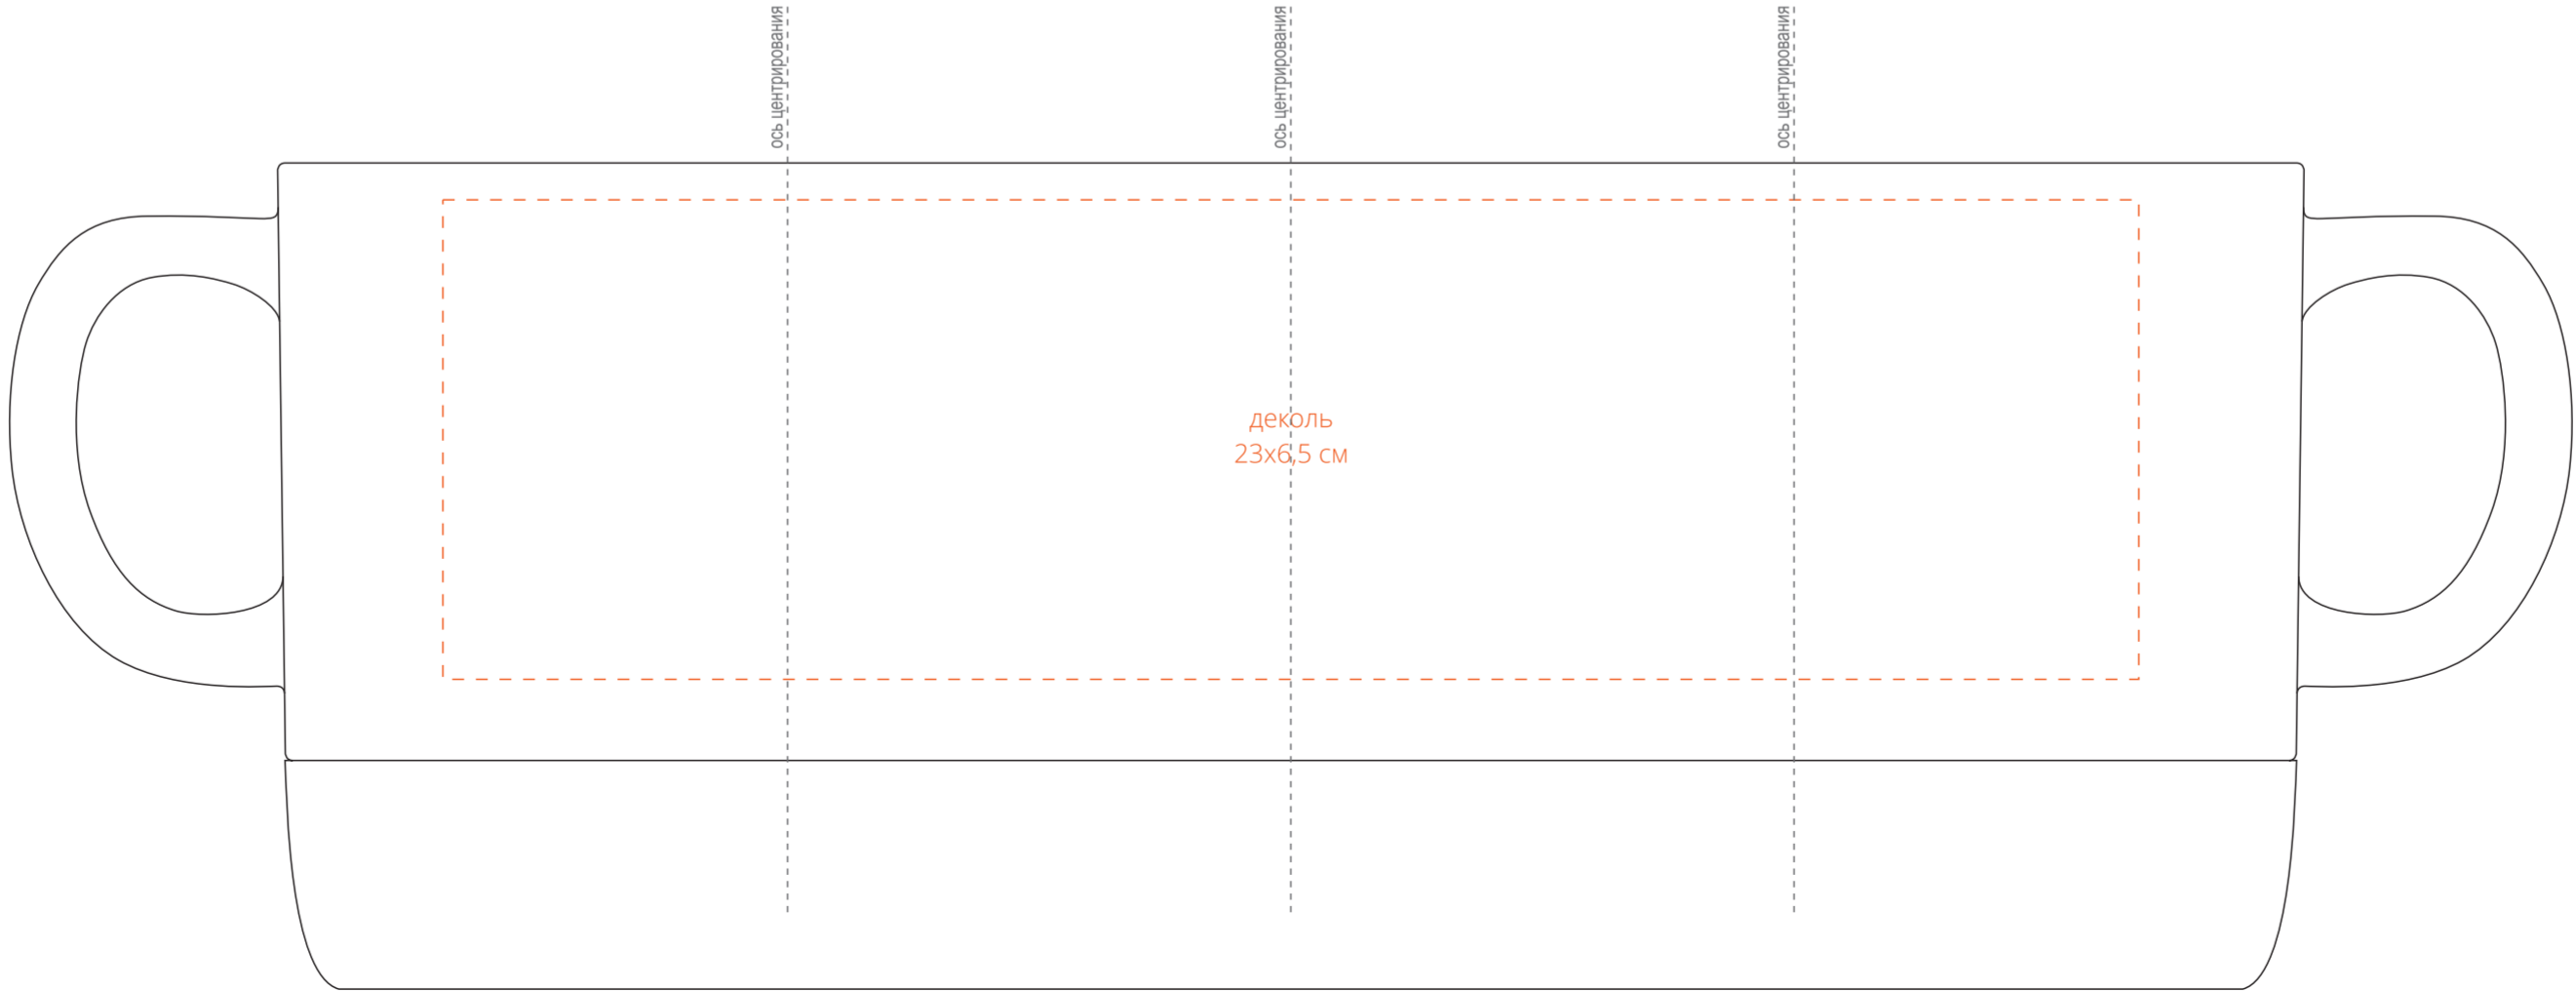 ось центрирования
ось центрирования
ось центрирования
деколь
23х6,5 см